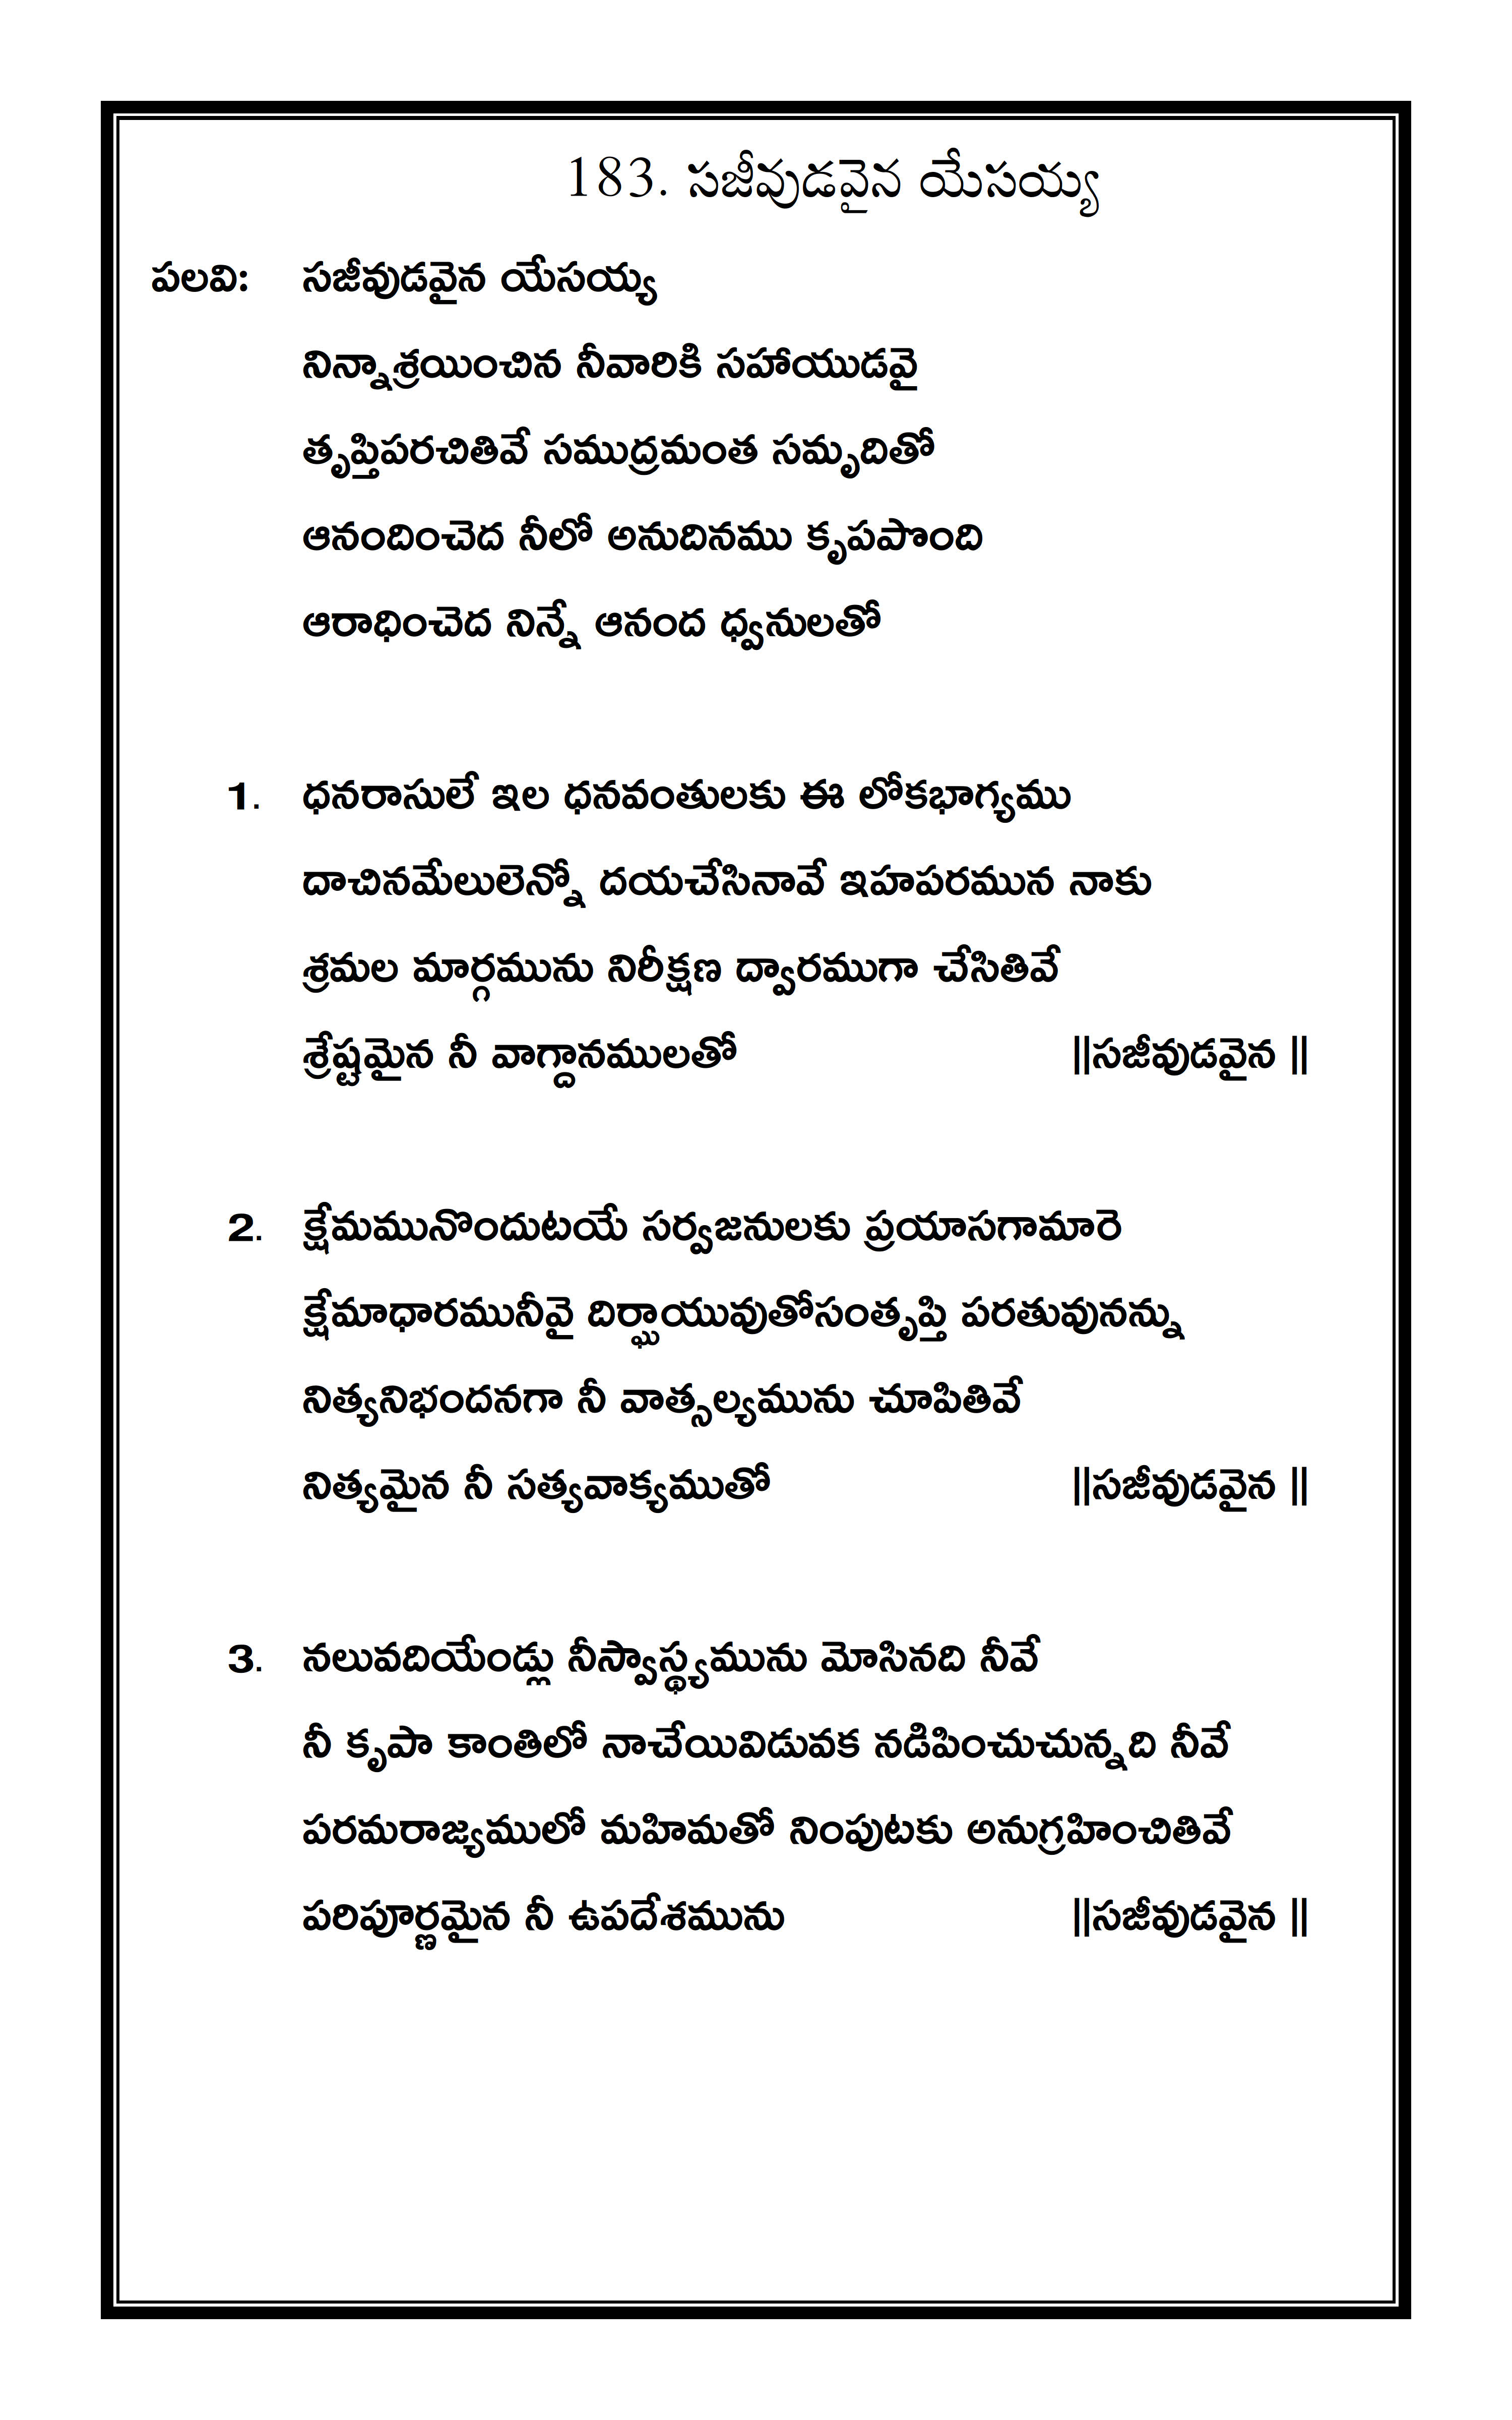 183. సజీవుడవైన యేసయ్య
పలవి: సజీవుడవైన యేసయ్య
నిన్నాశ్రయించిన నీవారికి సహాయుడవై
తృప్తిపరచితివే సముద్రమంత సమృదితో
ఆనందించెద నీలో అనుదినము కృపపొంది
ఆరాధించెద నిన్నే ఆనంద ధ్వనులతో
1. ధనరాసులే ఇల ధనవంతులకు ఈ లోకభాగ్యము
దాచినమేలులెన్నో దయచేసినావే ఇహపరమున నాకు
శ్రమల మార్గమును నిరీక్షణ ద్వారముగా చేసితివే
శ్రేష్టమైన నీ వాగ్దానములతో ||సజీవుడవైన ||
2. క్షేమమునొందుటయే సర్వజనులకు ప్రయాసగామారె
క్షేమాధారమునీవై దిర్ఘాయువుతోసంతృప్తి పరతువునన్ను
నిత్యనిభందనగా నీ వాత్సల్యమును చూపితివే
నిత్యమైన నీ సత్యవాక్యముతో ||సజీవుడవైన ||
3. నలువదియేండ్లు నీస్వాస్థ్యమును మోసినది నీవే
నీ కృపా కాంతిలో నాచేయివిడువక నడిపించుచున్నది నీవే
పరమరాజ్యములో మహిమతో నింపుటకు అనుగ్రహించితివే
పరిపూర్ణమైన నీ ఉపదేశమును ||సజీవుడవైన ||